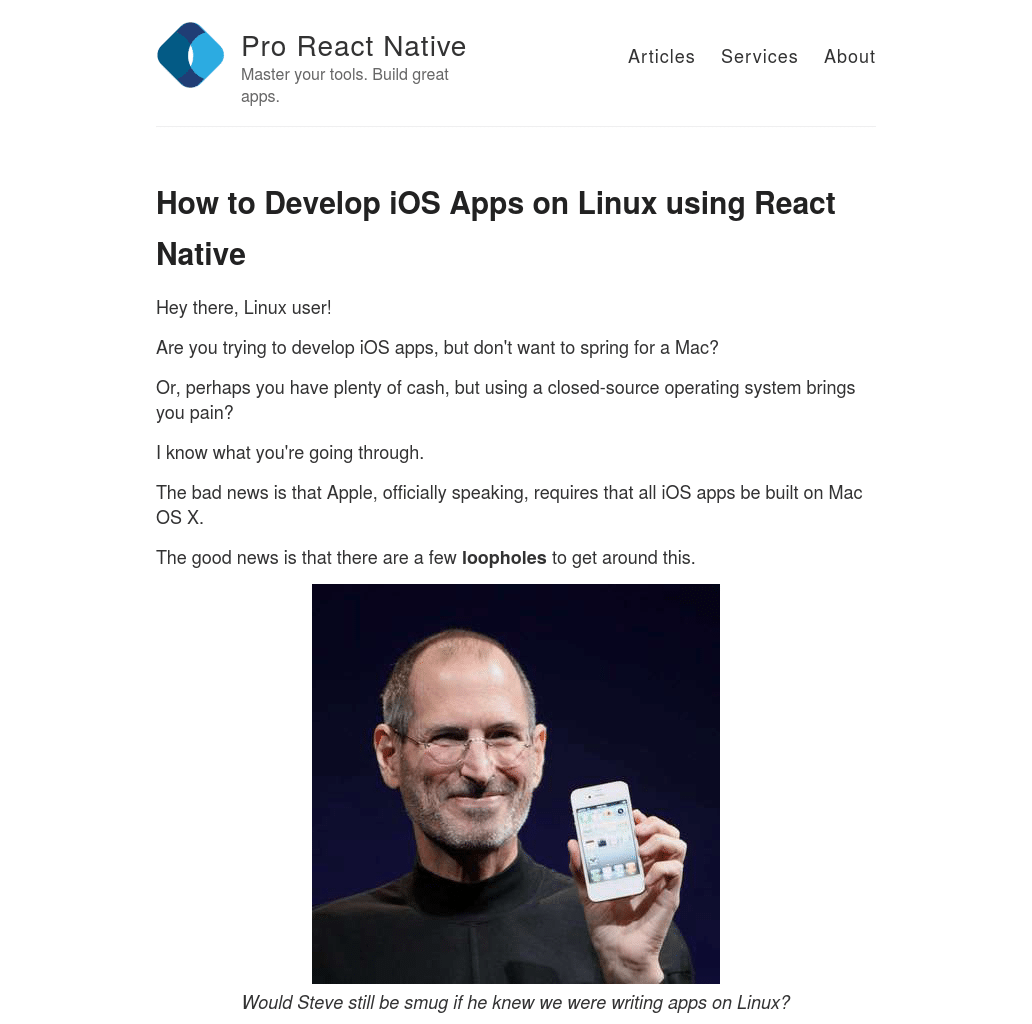 Pro React Native
Master your tools. Build great
apps.
Articles Services About
How to Develop iOS Apps on Linux using React
Native
Hey there, Linux user!
Are you trying to develop iOS apps, but don't want to spring for a Mac?
Or, perhaps you have plenty of cash, but using a closed-source operating system brings
you pain?
I know what you're going through.
The bad news is that Apple, officially speaking, requires that all iOS apps be built on Mac
OS X.
The good news is that there are a few loopholes to get around this.
Would Steve still be smug if he knew we were writing apps on Linux?